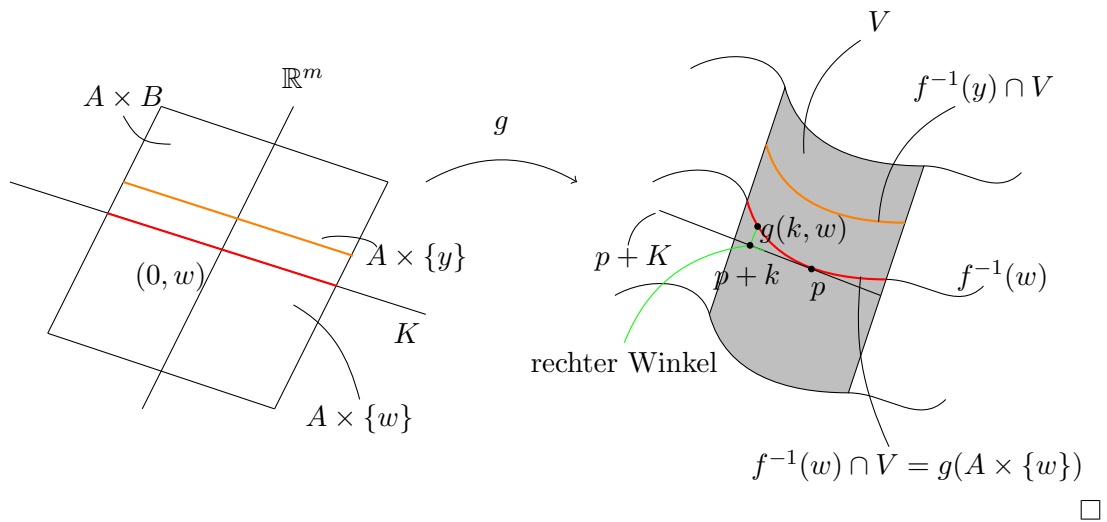 ℝ^m
A × B
g
A × {y}
(0, w)
K
A × {w}
V
f^{-1}(y) ∩ V
g(k, w)
p + K
p + k
p
f^{-1}(w)
rechter Winkel
f^{-1}(w) ∩ V = g(A × {w})
□